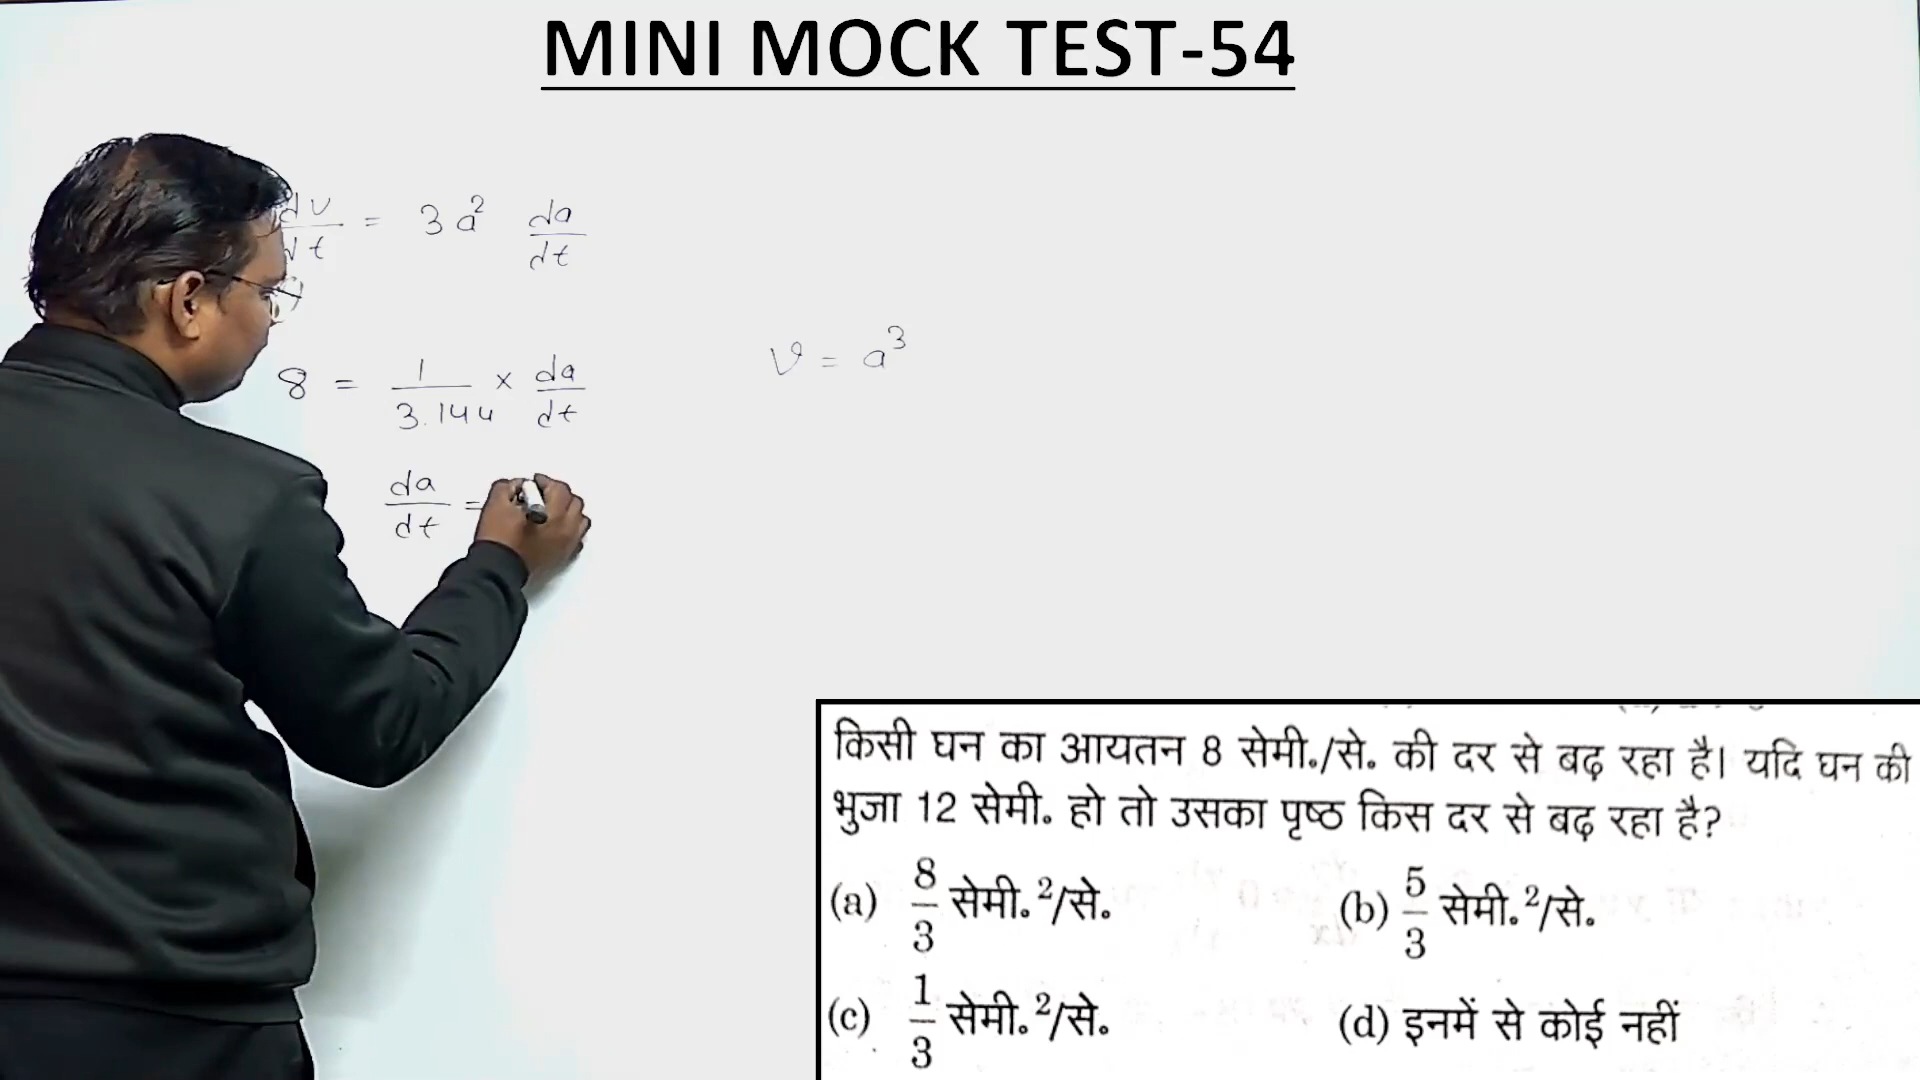 MINI MOCK TEST-54
dv/dt = 3a² da/dt
v = a³
8 = 1/3.144 × da/dt
da/dt =
किसी घन का आयतन 8 सेमी./से. की दर से बढ़ रहा है। यदि घन की
भुजा 12 सेमी. हो तो उसका पृष्ठ किस दर से बढ़ रहा है?
(a) 8/3 सेमी.²/से. (b) 5/3 सेमी.²/से.
(c) 1/3 सेमी.²/से. (d) इनमें से कोई नहीं